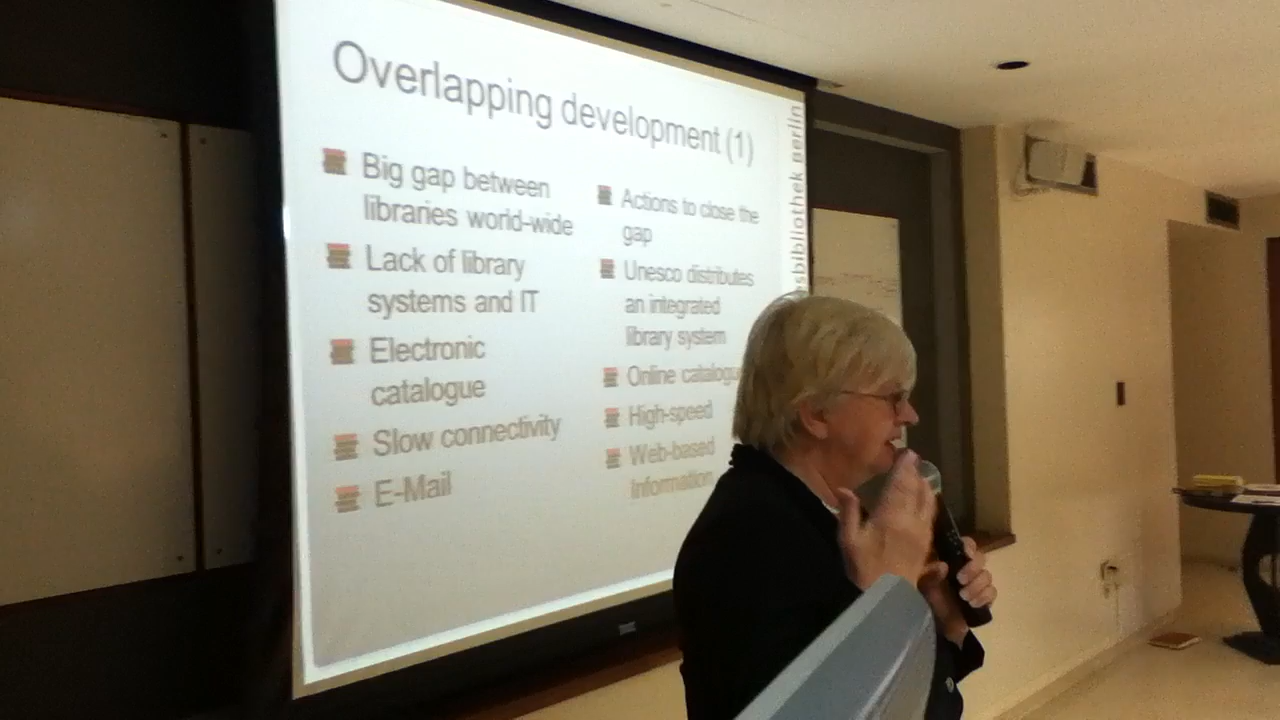 Overlapping development (1)
Big gap between
libraries world-wide
Lack of library
systems and IT
Electronic
catalogue
Slow connectivity
E-Mail
Actions to close the
gap
Unesco distributes
an integrated
library system
Online catalogue
High-speed
Web-based
Information
sbibliothek Berlin